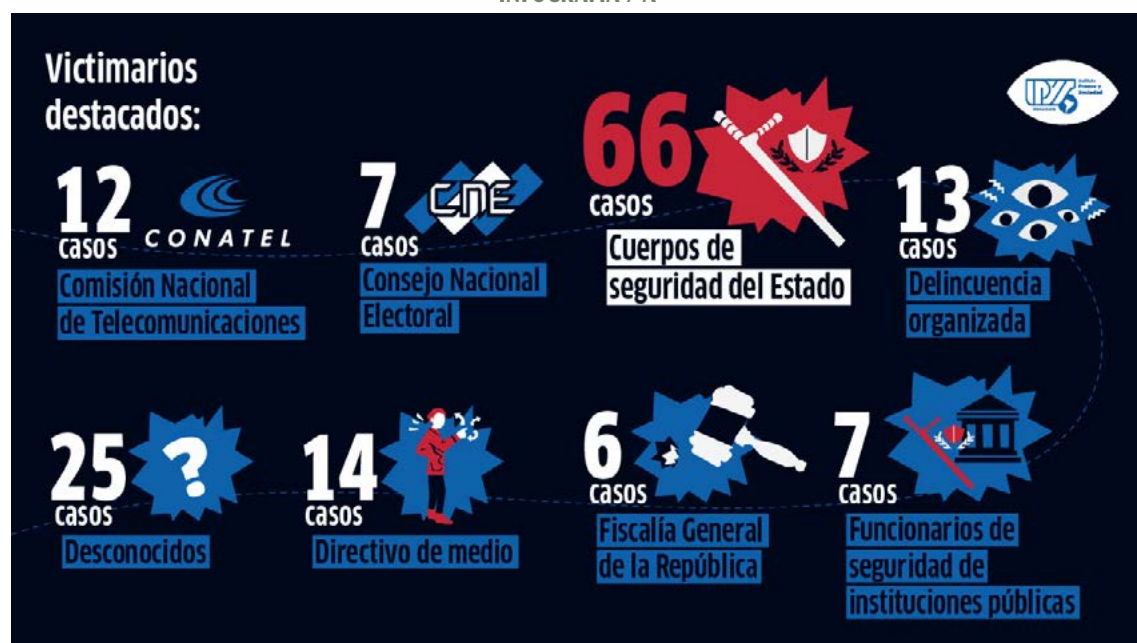 Victimarios
destacados:
12
casos
CONATEL
Comisión Nacional
de Telecomunicaciones
7
casos
CNE
Consejo Nacional
Electoral
66
casos
Cuerpos de
seguridad del Estado
13
casos
Delincuencia
organizada
25
casos
?
Desconocidos
14
casos
Directivo de medio
6
casos
Fiscalía General
de la República
7
casos
Funcionarios de
seguridad de
instituciones públicas